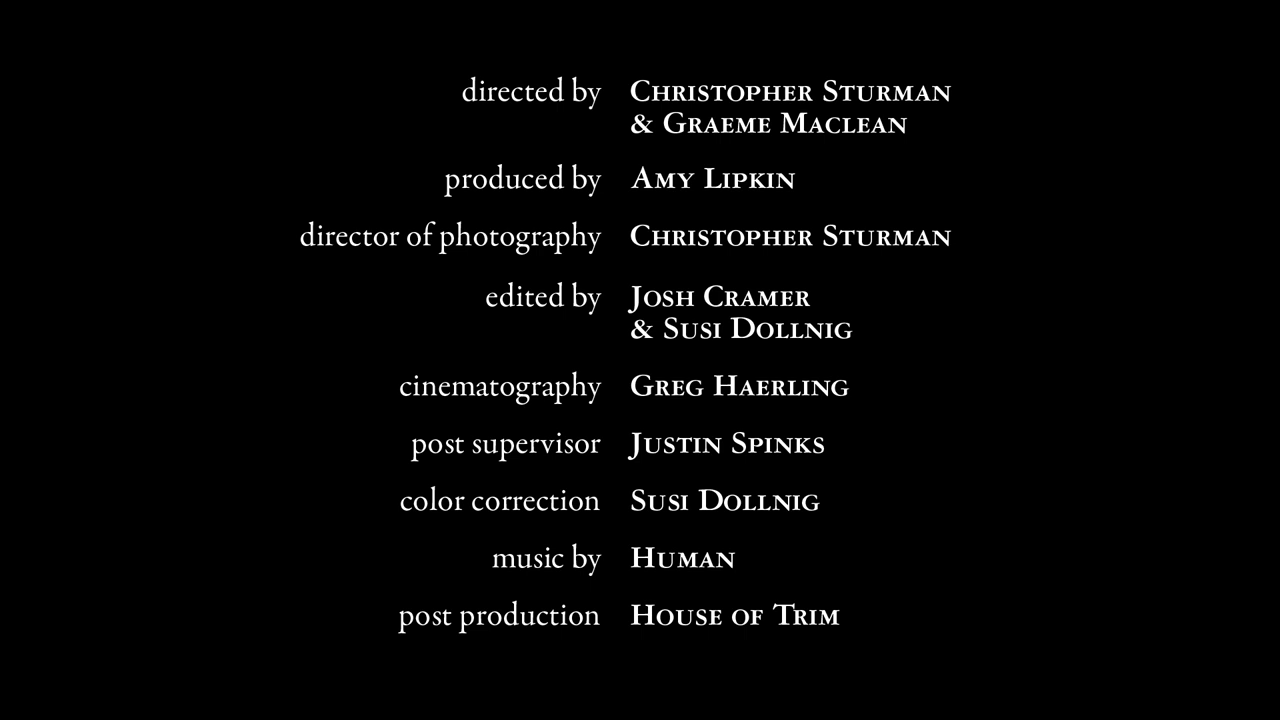 directed by Christopher Sturman
& Graeme Maclean
produced by Amy Lipkin
director of photography Christopher Sturman
edited by Josh Cramer
& Susi Dollnig
cinematography Greg Haerling
post supervisor Justin Spinks
color correction Susi Dollnig
music by Human
post production House of Trim